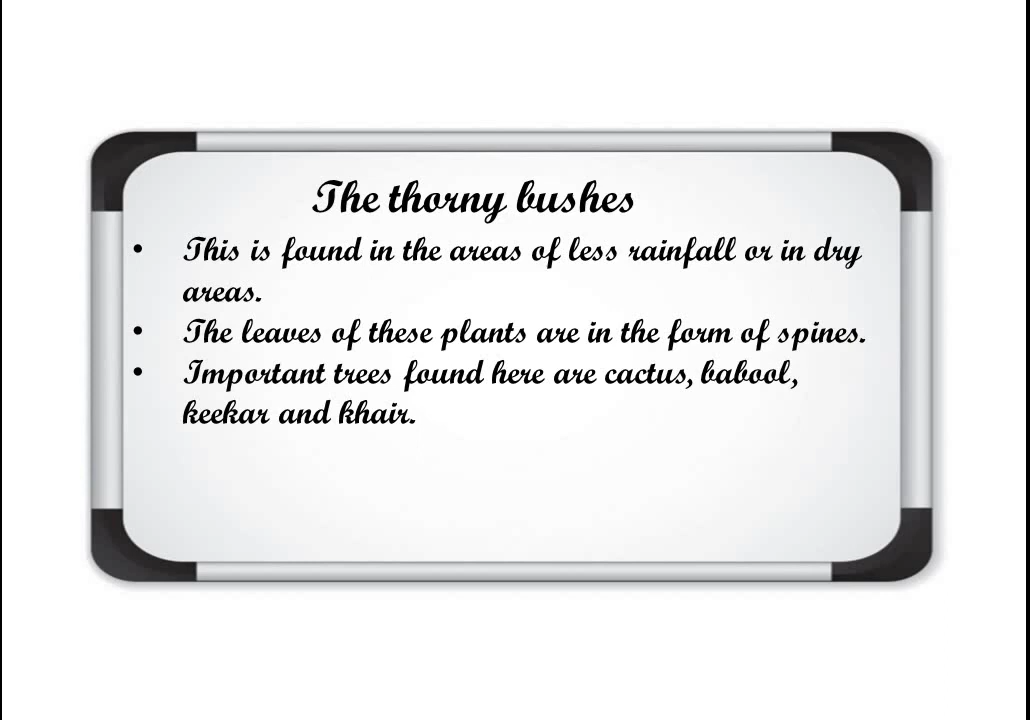 The thorny bushes
• This is found in the areas of less rainfall or in dry
areas.
• The leaves of these plants are in the form of spines.
• Important trees found here are cactus, babool,
keekar and khair.